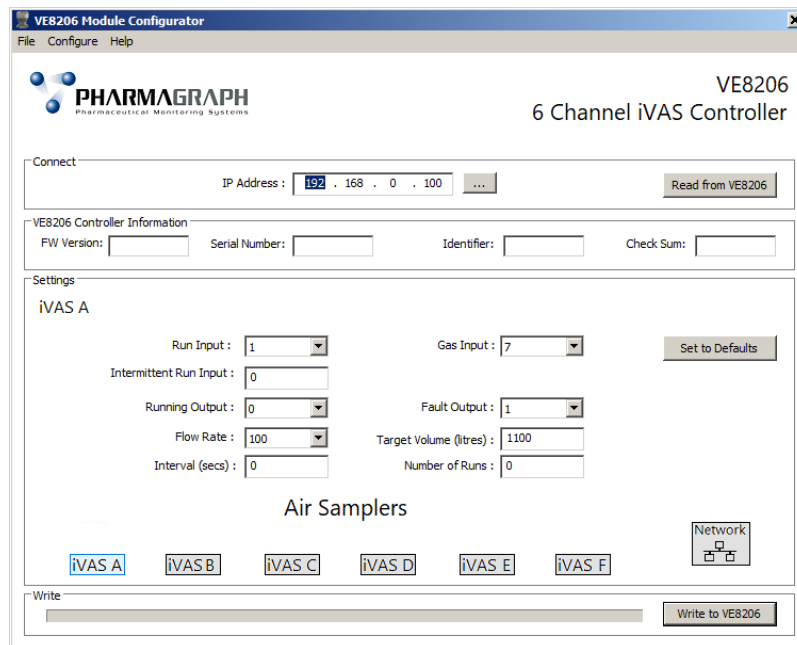 VE8206 Module Configurator
File Configure Help
PHARMAGRAPH
Pharmaceutical Monitoring Systems
VE8206
6 Channel iVAS Controller
Connect
IP Address : 192 . 168 . 0 . 100 ... Read from VE8206
VE8206 Controller Information
FW Version: Serial Number: Identifier: Check Sum:
Settings
iVAS A
Run Input : 1 Gas Input : 7 Set to Defaults
Intermittent Run Input : 0
Running Output : 0 Fault Output : 1
Flow Rate : 100 Target Volume (litres) : 1100
Interval (secs) : 0 Number of Runs : 0
Air Samplers
Network
iVAS A iVAS B iVAS C iVAS D iVAS E iVAS F
Write
Write to VE8206